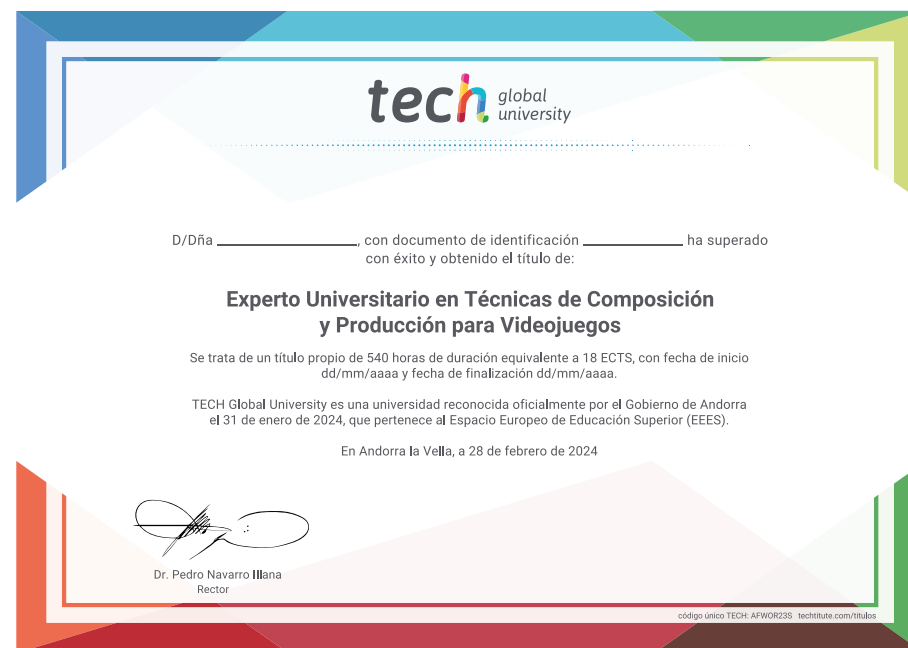 tech global university
D/Dña ____________, con documento de identificación ____________ ha superado
con éxito y obtenido el título de:
Experto Universitario en Técnicas de Composición
y Producción para Videojuegos
Se trata de un título propio de 540 horas de duración equivalente a 18 ECTS, con fecha de inicio
dd/mm/aaaa y fecha de finalización dd/mm/aaaa.
TECH Global University es una universidad reconocida oficialmente por el Gobierno de Andorra
el 31 de enero de 2024, que pertenece al Espacio Europeo de Educación Superior (EEES).
En Andorra la Vella, a 28 de febrero de 2024
Dr. Pedro Navarro Illana
Rector
código único TECH: AFWOR23S techtitute.com/titulos